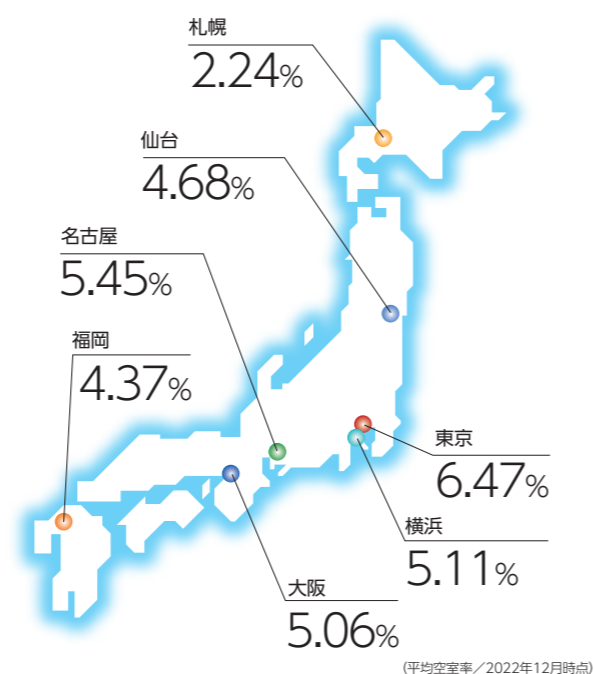 札幌
2.24%
仙台
4.68%
名古屋
5.45%
福岡
4.37%
東京
6.47%
横浜
5.11%
大阪
5.06%
(平均空室率／2022年12月時点)